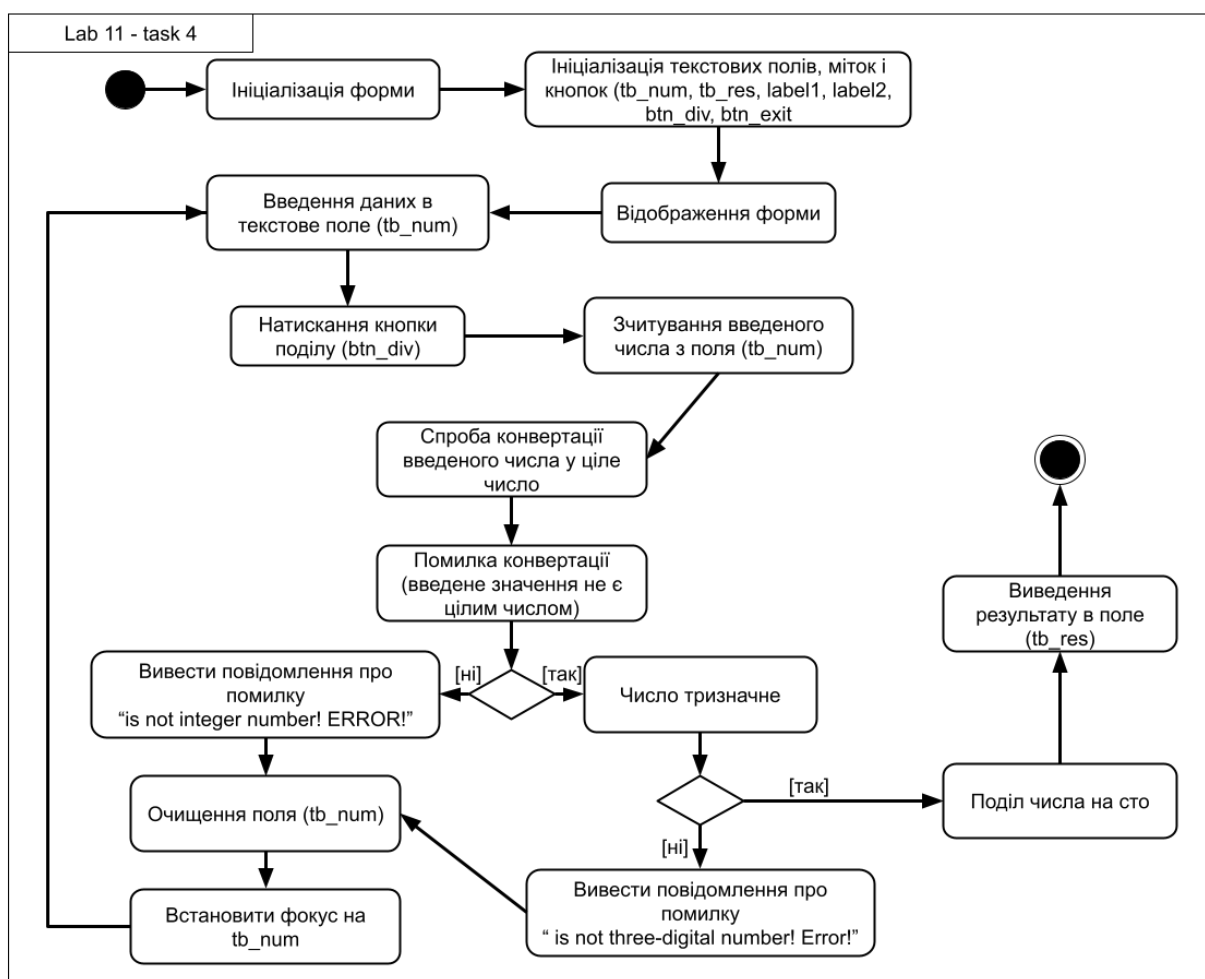 Lab 11 - task 4
Ініціалізація форми
Ініціалізація текстових полів, міток і
кнопок (tb_num, tb_res, label1, label2,
btn_div, btn_exit
Введення даних в
текстове поле (tb_num)
Відображення форми
Натискання кнопки
поділу (btn_div)
Зчитування введеного
числа з поля (tb_num)
Спроба конвертації
введеного числа у ціле
число
Помилка конвертації
(введене значення не є
цілим числом)
Виведення
результату в поле
(tb_res)
[ні]
[так]
Вивести повідомлення про
помилку
“is not integer number! ERROR!”
Число тризначне
Очищення поля (tb_num)
[так]
Поділ числа на сто
[ні]
Встановити фокус на
tb_num
Вивести повідомлення про
помилку
“ is not three-digital number! Error!”